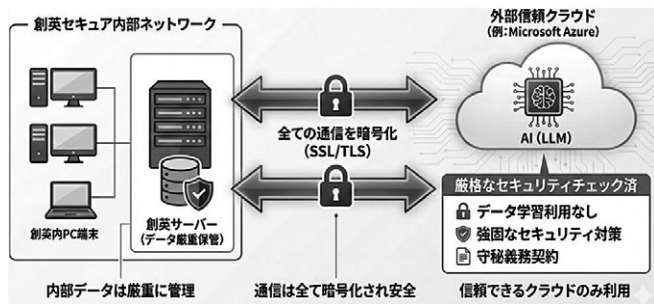 創英セキュア内部ネットワーク
創英内PC端末
創英サーバー
(データ厳重保管)
内部データは厳重に管理
全ての通信を暗号化
(SSL/TLS)
通信は全て暗号化され安全
外部信頼クラウド
(例:Microsoft Azure)
AI(LLM)
厳格なセキュリティチェック済
データ学習利用なし
強固なセキュリティ対策
守秘義務契約
信頼できるクラウドのみ利用